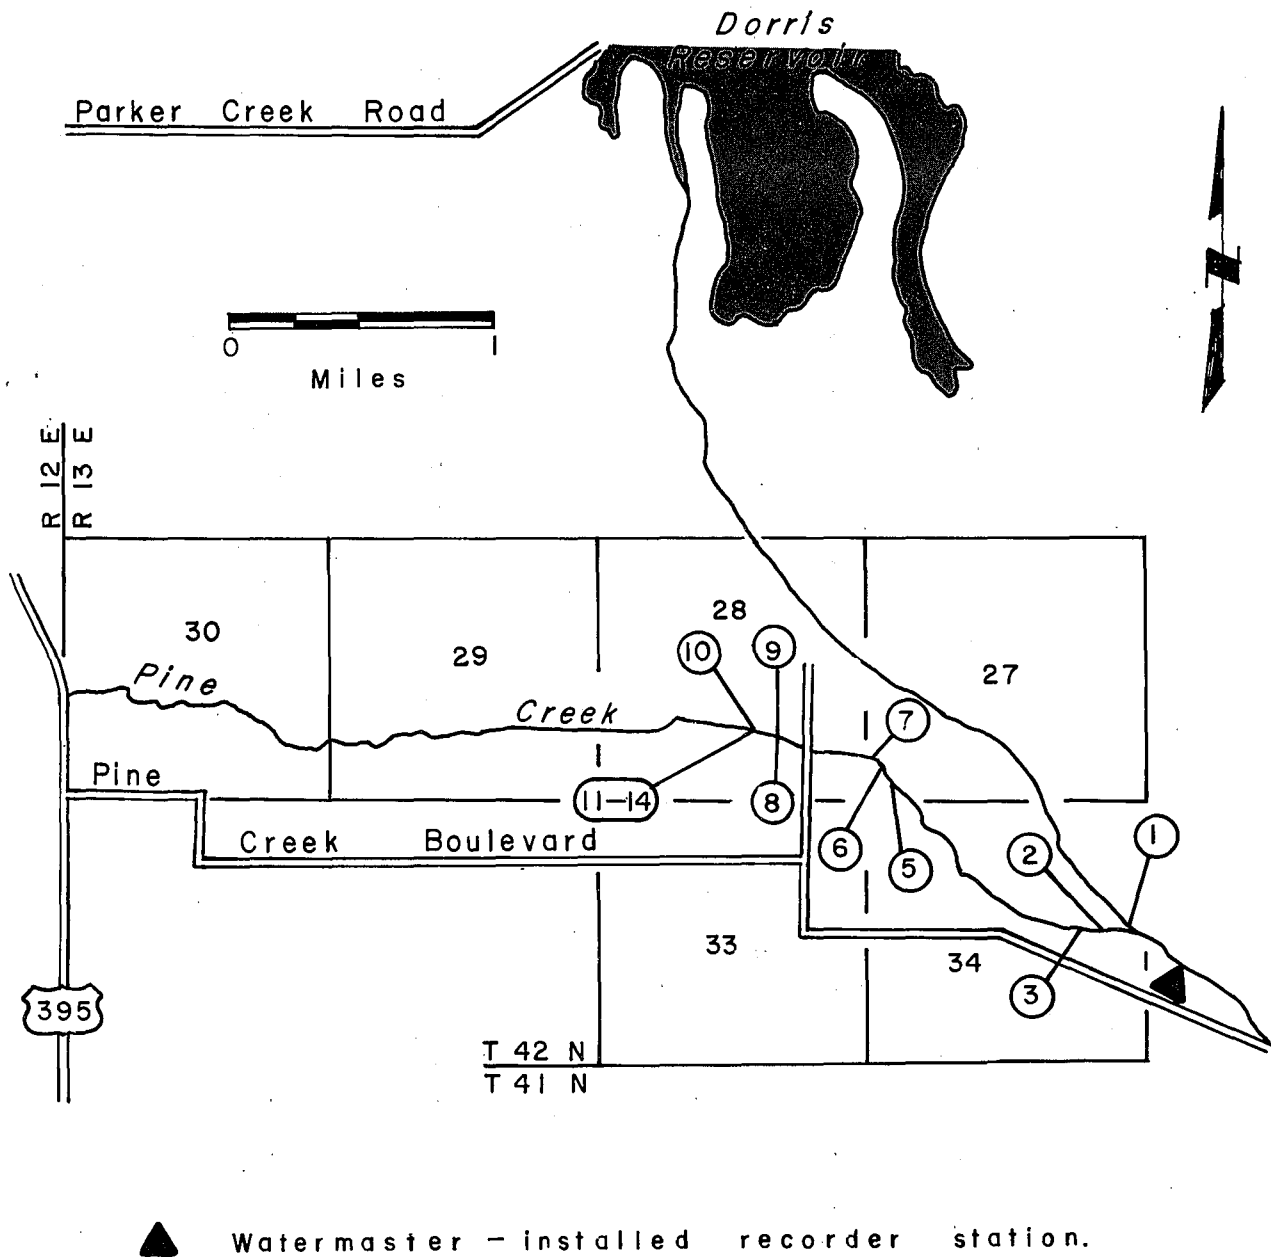 Dorris
Reservoir
Parker Creek Road
N
0 1
Miles
R 12 E
R 13 E
30
29
28
27
10
9
Pine
Creek
7
Pine
11-14
8
1
Creek Boulevard
6
5
2
33
34
3
395
T 42 N
T 41 N
Watermaster - installed recorder station.